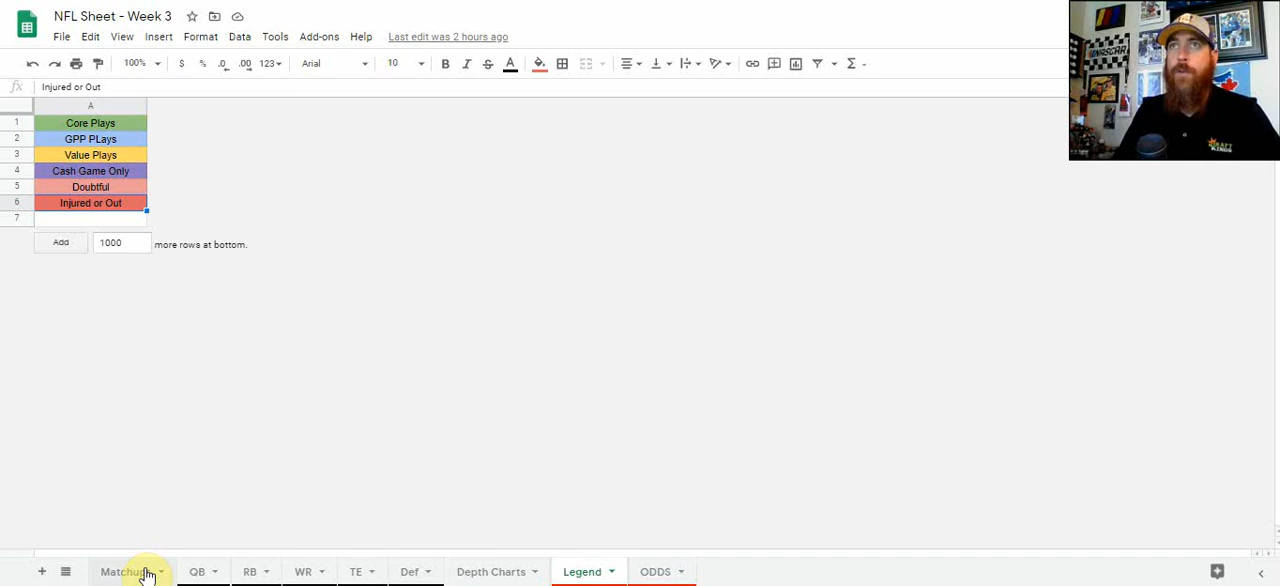 NFL Sheet - Week 3
File Edit View Insert Format Data Tools Add-ons Help Last edit was 2 hours ago
100% $ % .0 .00 123 Arial 10 B I S A Σ
fx Injured or Out
A
1 Core Plays
2 GPP PLays
3 Value Plays
4 Cash Game Only
5 Doubtful
6 Injured or Out
7
Add 1000 more rows at bottom.
+ QB RB WR TE Def Depth Charts Legend ODDS
NASCAR